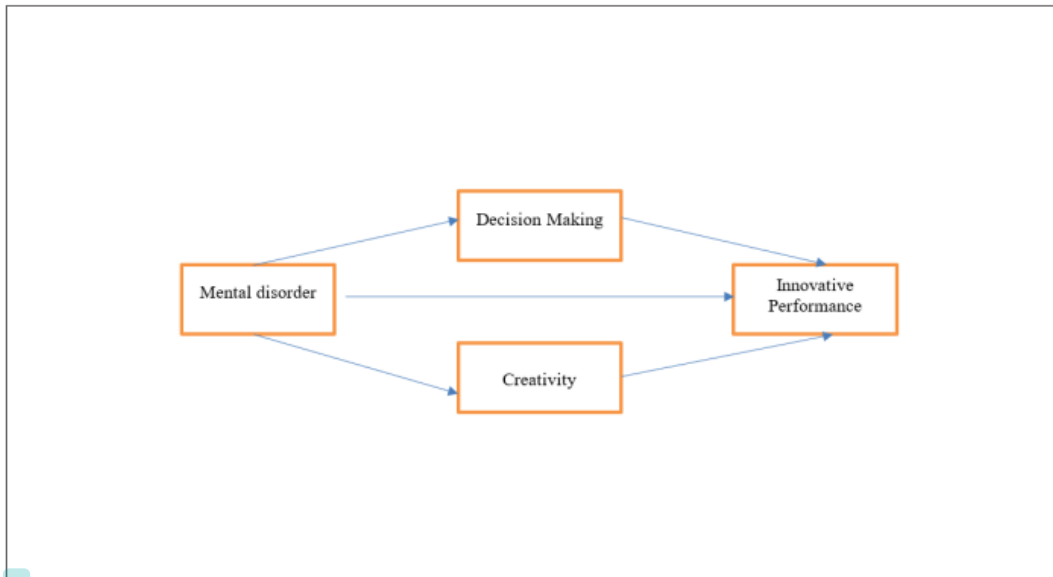 Decision Making
Mental disorder
Innovative
Performance
Creativity